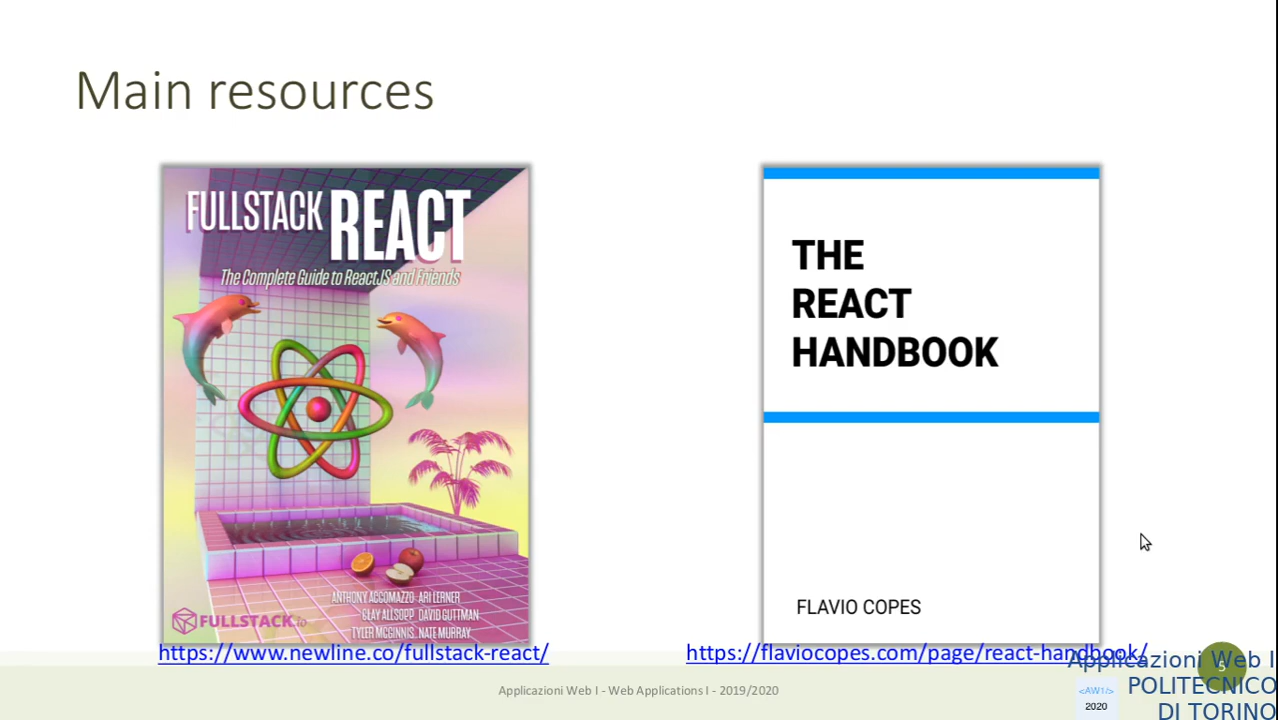 Main resources
FULLSTACK REACT
The Complete Guide to ReactJS and Friends
ANTHONY ACCOMAZZO ARI LERNER
CLAY ALLSOPP DAVID GUTTMAN
TYLER MCGINNIS NATE MURRAY
FULLSTACK.io
https://www.newline.co/fullstack-react/
THE
REACT
HANDBOOK
FLAVIO COPES
https://flaviocopes.com/page/react-handbook/
Applicazioni Web I - Web Applications I - 2019/2020
5
<AW1/>
2020
Applicazioni Web I
POLITECNICO
DI TORINO